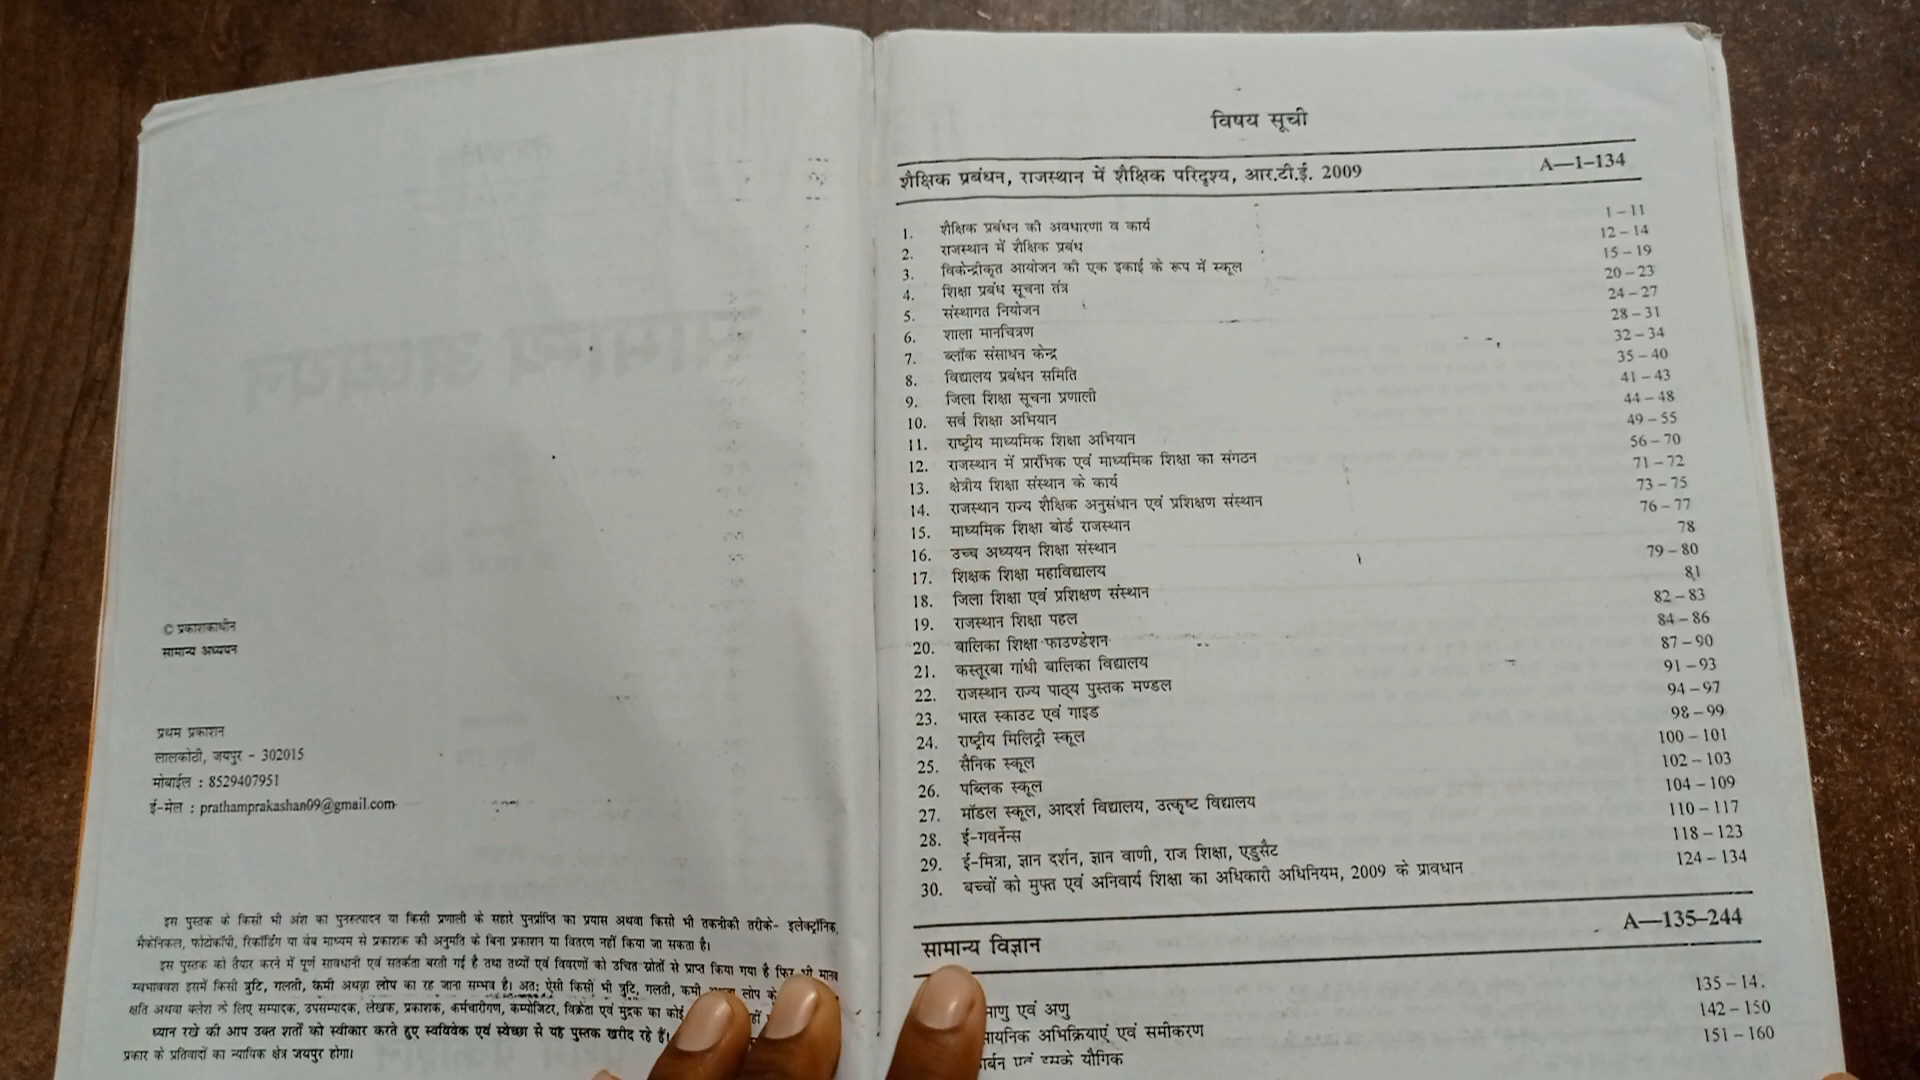 © प्रकाशकाधीन
सामान्य अध्ययन
प्रथम प्रकाशन
लालकोठी, जयपुर - 302015
मोबाईल : 8529407951
ई-मेल : prathamprakashan09@gmail.com
इस पुस्तक के किसी भी अंश का पुनरुत्पादन या किसी प्रणाली के सहारे पुनर्प्राप्ति का प्रयास अथवा किसी भी तकनीकी तरीके- इलेक्ट्रॉनिक,
मैकेनिकल, फोटोकॉपी, रिकॉर्डिंग या वेब माध्यम से प्रकाशक की अनुमति के बिना प्रकाशन या वितरण नहीं किया जा सकता है।
इस पुस्तक को तैयार करने में पूर्ण सावधानी एवं सतर्कता बरती गई है तथा तथ्यों एवं विवरणों को उचित स्रोतों से प्राप्त किया गया है फिर भी मानव
स्वभाववश इसमें किसी त्रुटि, गलती, कमी अथवा लोप का रह जाना सम्भव है। अतः ऐसी किसी भी त्रुटि, गलती, कमी लोप के
क्षति अथवा क्लेश के लिए सम्पादक, उपसम्पादक, लेखक, प्रकाशक, कर्मचारीगण, कम्पोजिटर, विक्रेता एवं मुद्रक का कोई
ध्यान रखे की आप उक्त शर्तों को स्वीकार करते हुए स्वविवेक एवं स्वेच्छा से यह पुस्तक खरीद रहे हैं।
प्रकार के प्रतिवादों का न्यायिक क्षेत्र जयपुर होगा।
विषय सूची
शैक्षिक प्रबंधन, राजस्थान में शैक्षिक परिदृश्य, आर.टी.ई. 2009 A—1–134
1. शैक्षिक प्रबंधन की अवधारणा व कार्य 1 – 11
2. राजस्थान में शैक्षिक प्रबंध 12 – 14
3. विकेन्द्रीकृत आयोजन की एक इकाई के रूप में स्कूल 15 – 19
4. शिक्षा प्रबंध सूचना तंत्र 20 – 23
5. संस्थागत नियोजन 24 – 27
6. शाला मानचित्रण 28 – 31
7. ब्लॉक संसाधन केन्द्र 32 – 34
8. विद्यालय प्रबंधन समिति 35 – 40
9. जिला शिक्षा सूचना प्रणाली 41 – 43
10. सर्व शिक्षा अभियान 44 – 48
11. राष्ट्रीय माध्यमिक शिक्षा अभियान 49 – 55
12. राजस्थान में प्रारंभिक एवं माध्यमिक शिक्षा का संगठन 56 – 70
13. क्षेत्रीय शिक्षा संस्थान के कार्य 71 – 72
14. राजस्थान राज्य शैक्षिक अनुसंधान एवं प्रशिक्षण संस्थान 73 – 75
15. माध्यमिक शिक्षा बोर्ड राजस्थान 76 – 77
16. उच्च अध्ययन शिक्षा संस्थान 78
17. शिक्षक शिक्षा महाविद्यालय 79 – 80
18. जिला शिक्षा एवं प्रशिक्षण संस्थान 81
19. राजस्थान शिक्षा पहल 82 – 83
20. बालिका शिक्षा फाउण्डेशन 84 – 86
21. कस्तूरबा गांधी बालिका विद्यालय 87 – 90
22. राजस्थान राज्य पाठ्य पुस्तक मण्डल 91 – 93
23. भारत स्काउट एवं गाइड 94 – 97
24. राष्ट्रीय मिलिट्री स्कूल 98 – 99
25. सैनिक स्कूल 100 – 101
26. पब्लिक स्कूल 102 – 103
27. मॉडल स्कूल, आदर्श विद्यालय, उत्कृष्ट विद्यालय 104 – 109
28. ई-गवर्नेन्स 110 – 117
29. ई-मित्रा, ज्ञान दर्शन, ज्ञान वाणी, राज शिक्षा, एडुसैट 118 – 123
30. बच्चों को मुफ्त एवं अनिवार्य शिक्षा का अधिकारी अधिनियम, 2009 के प्रावधान 124 – 134
सामान्य विज्ञान A—135–244
एवं अणु 135 – 14
अभिक्रियाएं एवं समीकरण 142 – 150
एवं इसके यौगिक 151 – 160